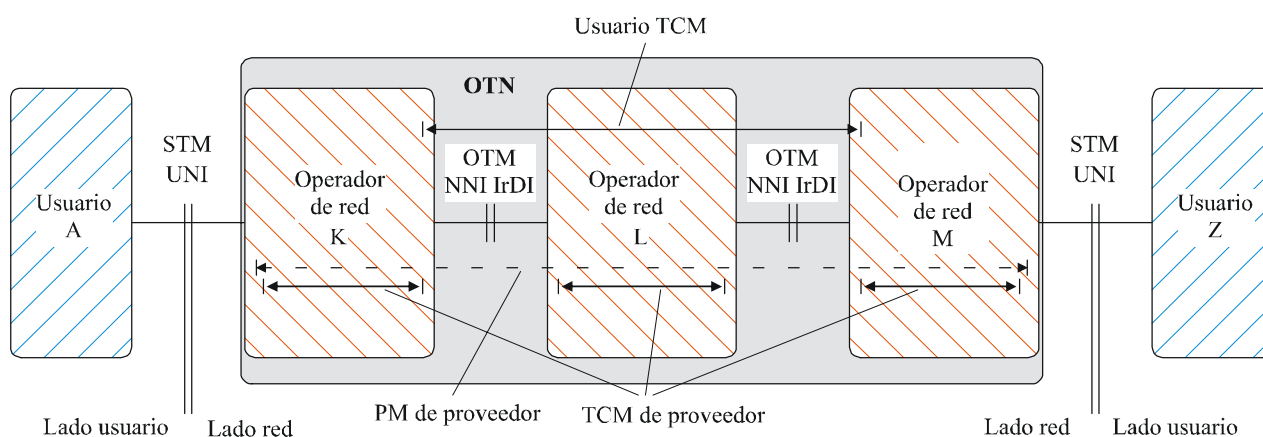 Usuario TCM
OTN
STM
UNI
OTM
NNI IrDI
OTM
NNI IrDI
STM
UNI
Usuario
A
Operador
de red
K
Operador
de red
L
Operador
de red
M
Usuario
Z
PM de proveedor
TCM de proveedor
Lado usuario
Lado red
Lado red
Lado usuario